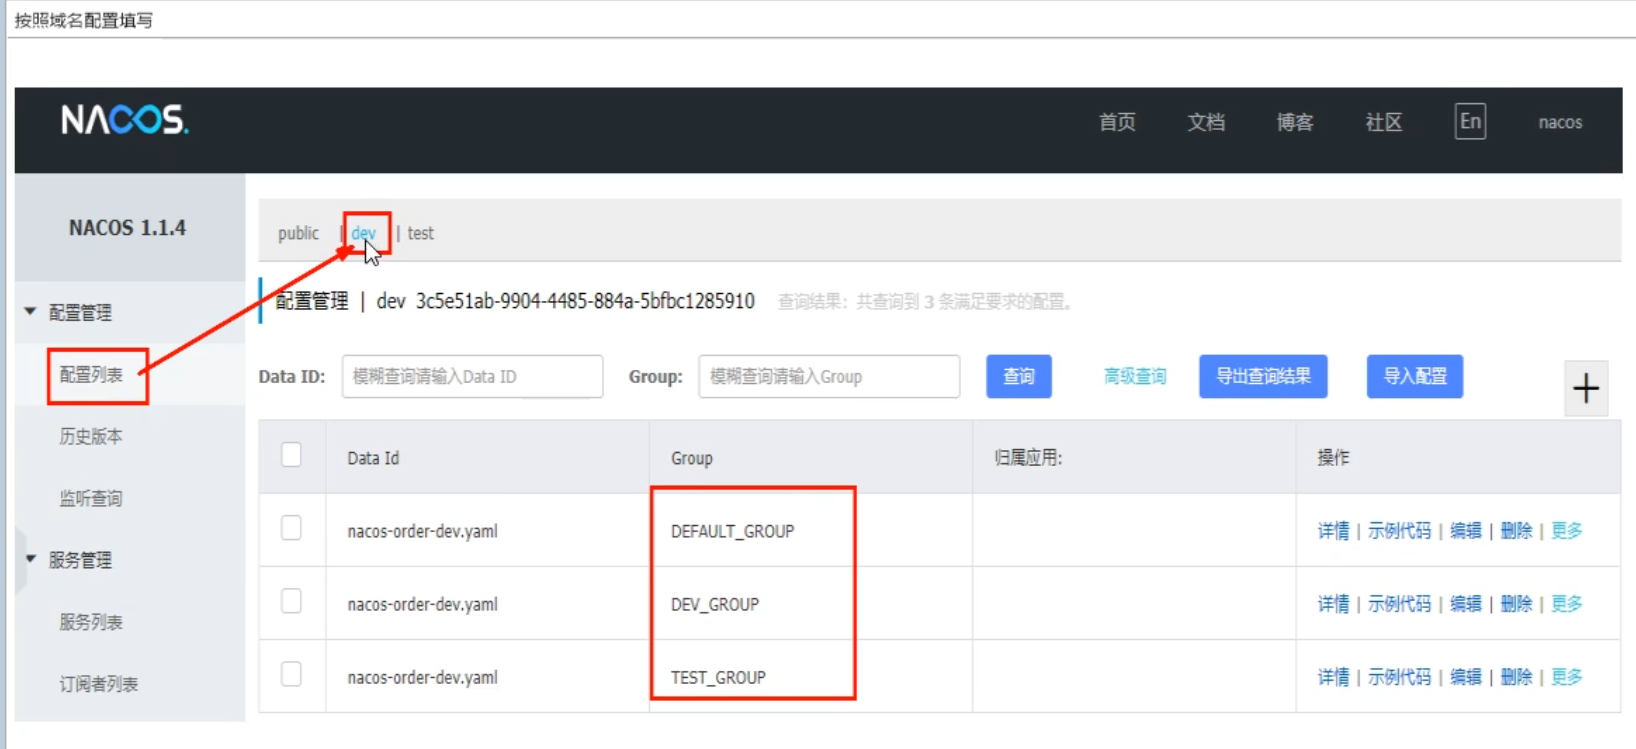 按照域名配置填写
NACOS.
首页 文档 博客 社区 En nacos
NACOS 1.1.4
public | dev | test
配置管理 | dev 3c5e51ab-9904-4485-884a-5bfbc1285910 查询结果：共查询到 3 条满足要求的配置。
配置管理
配置列表
历史版本
监听查询
服务管理
服务列表
订阅者列表
Data ID: 模糊查询请输入Data ID Group: 模糊查询请输入Group 查询 高级查询 导出查询结果 导入配置 +
Data Id Group 归属应用: 操作
nacos-order-dev.yaml DEFAULT_GROUP 详情 | 示例代码 | 编辑 | 删除 | 更多
nacos-order-dev.yaml DEV_GROUP 详情 | 示例代码 | 编辑 | 删除 | 更多
nacos-order-dev.yaml TEST_GROUP 详情 | 示例代码 | 编辑 | 删除 | 更多